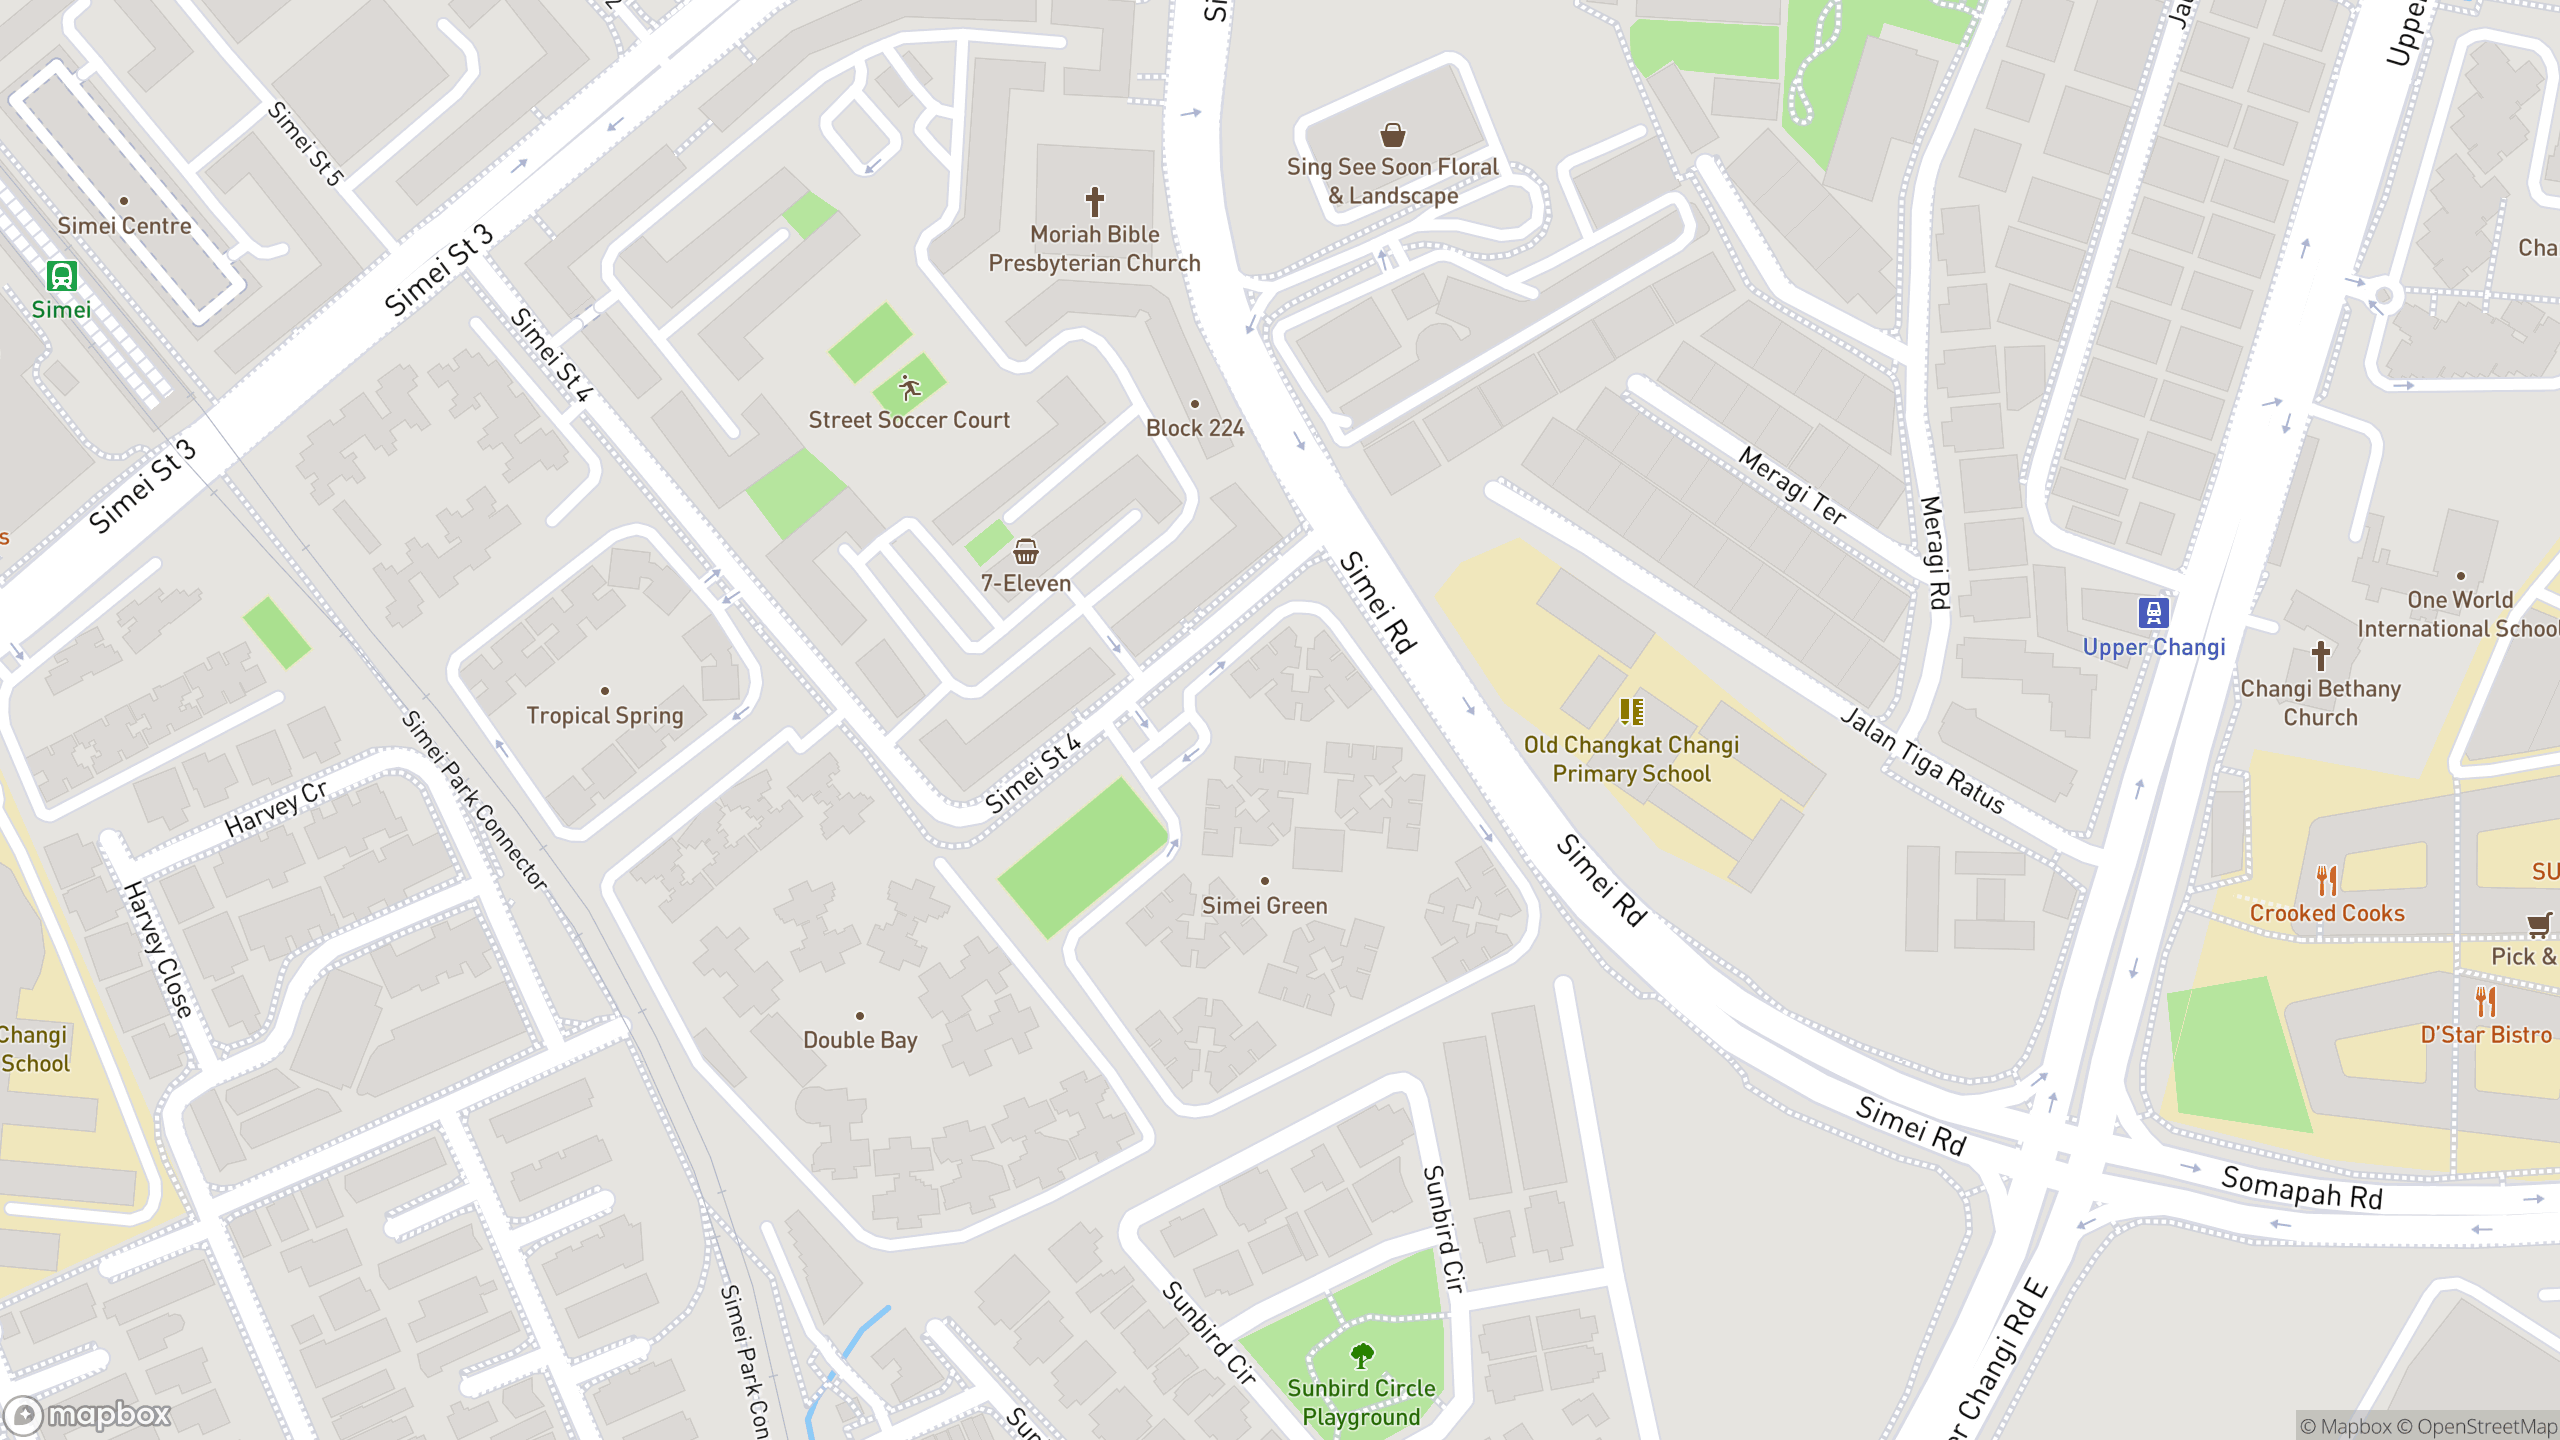 Simei St 5
Simei Centre
Simei
Simei St 3
Simei St 3
Simei St 4
Moriah Bible
Presbyterian Church
Sing See Soon Floral
& Landscape
Street Soccer Court
Block 224
7-Eleven
Simei Rd
Meragi Ter
Meragi Rd
Upper
Upper Changi
One World
International School
Changi Bethany
Church
Tropical Spring
Simei St 4
Old Changkat Changi
Primary School
Jalan Tiga Ratus
Harvey Cr
Simei Park Connector
Harvey Close
Simei Green
Simei Rd
Crooked Cooks
Pick &
D'Star Bistro
Double Bay
Changi
School
Simei Rd
Somapah Rd
Sunbird Cir
Sunbird Cir
Simei Park Con
Sunbird Circle
Playground
er Changi Rd E
mapbox
© Mapbox © OpenStreetMap